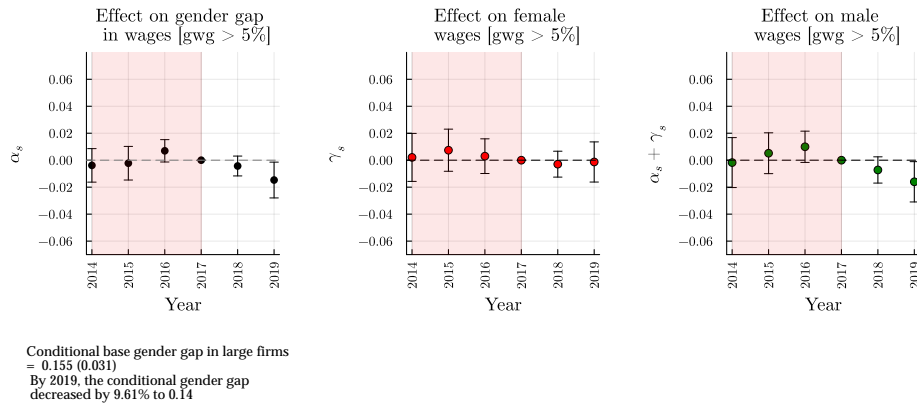 Effect on gender gap
in wages [gwg > 5%]
0.06
0.04
0.02
0.00
−0.02
−0.04
−0.06
α_s
2014
2015
2016
2017
2018
2019
Year
Effect on female
wages [gwg > 5%]
0.06
0.04
0.02
0.00
−0.02
−0.04
−0.06
γ_s
2014
2015
2016
2017
2018
2019
Year
Effect on male
wages [gwg > 5%]
0.06
0.04
0.02
0.00
−0.02
−0.04
−0.06
α_s + γ_s
2014
2015
2016
2017
2018
2019
Year
Conditional base gender gap in large firms
= 0.155 (0.031)
By 2019, the conditional gender gap
decreased by 9.61% to 0.14